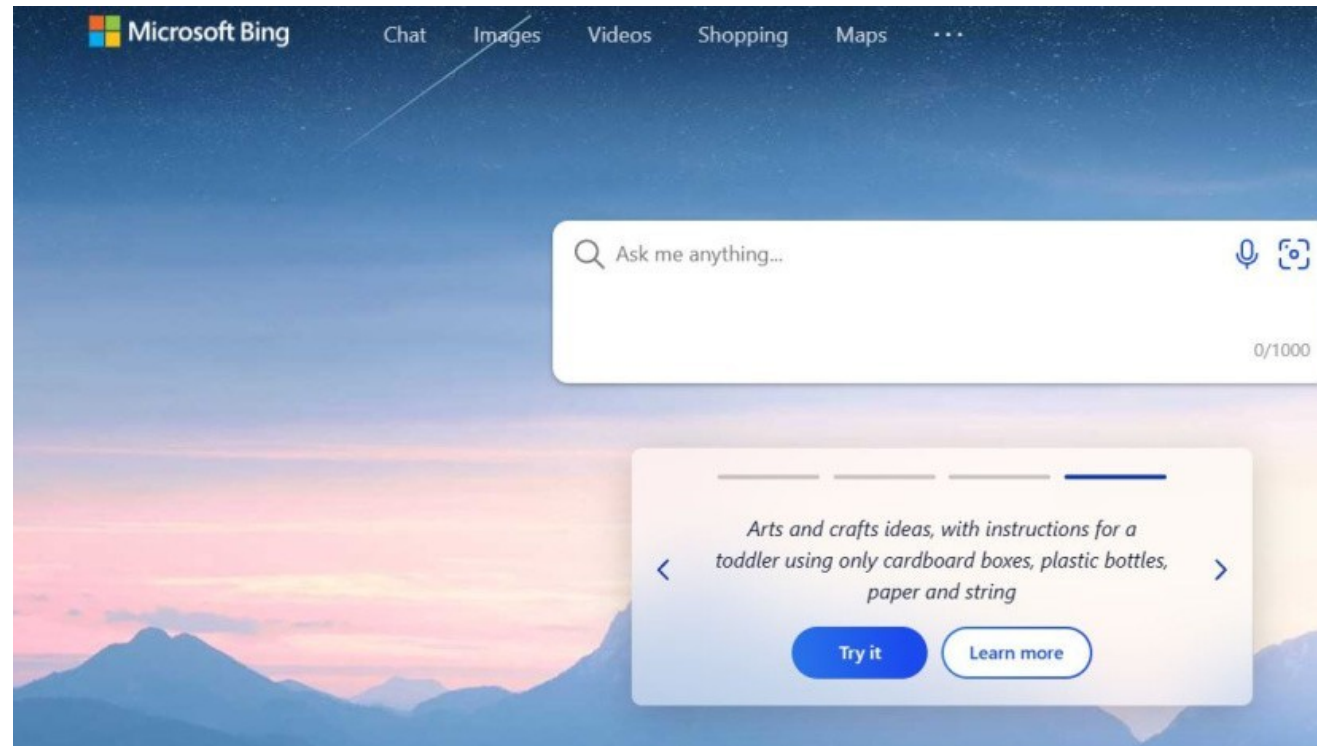 Microsoft Bing Chat Images Videos Shopping Maps ...
Ask me anything...
0/1000
Arts and crafts ideas, with instructions for a
toddler using only cardboard boxes, plastic bottles,
paper and string
Try it Learn more